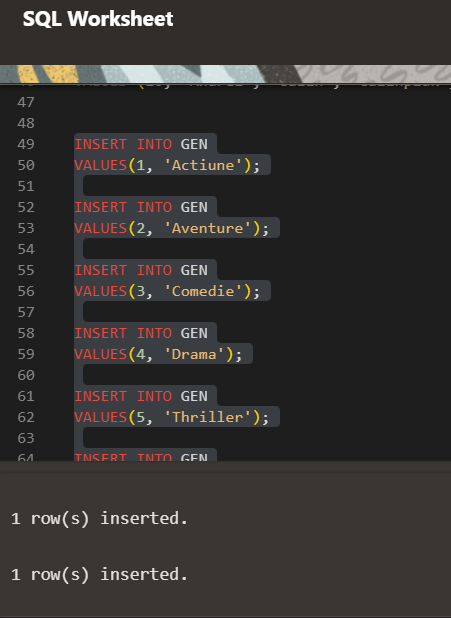 SQL Worksheet
47
48
49 INSERT INTO GEN
50 VALUES(1, 'Actiune');
51
52 INSERT INTO GEN
53 VALUES(2, 'Aventure');
54
55 INSERT INTO GEN
56 VALUES(3, 'Comedie');
57
58 INSERT INTO GEN
59 VALUES(4, 'Drama');
60
61 INSERT INTO GEN
62 VALUES(5, 'Thriller');
63
64 INSERT INTO GEN
1 row(s) inserted.
1 row(s) inserted.